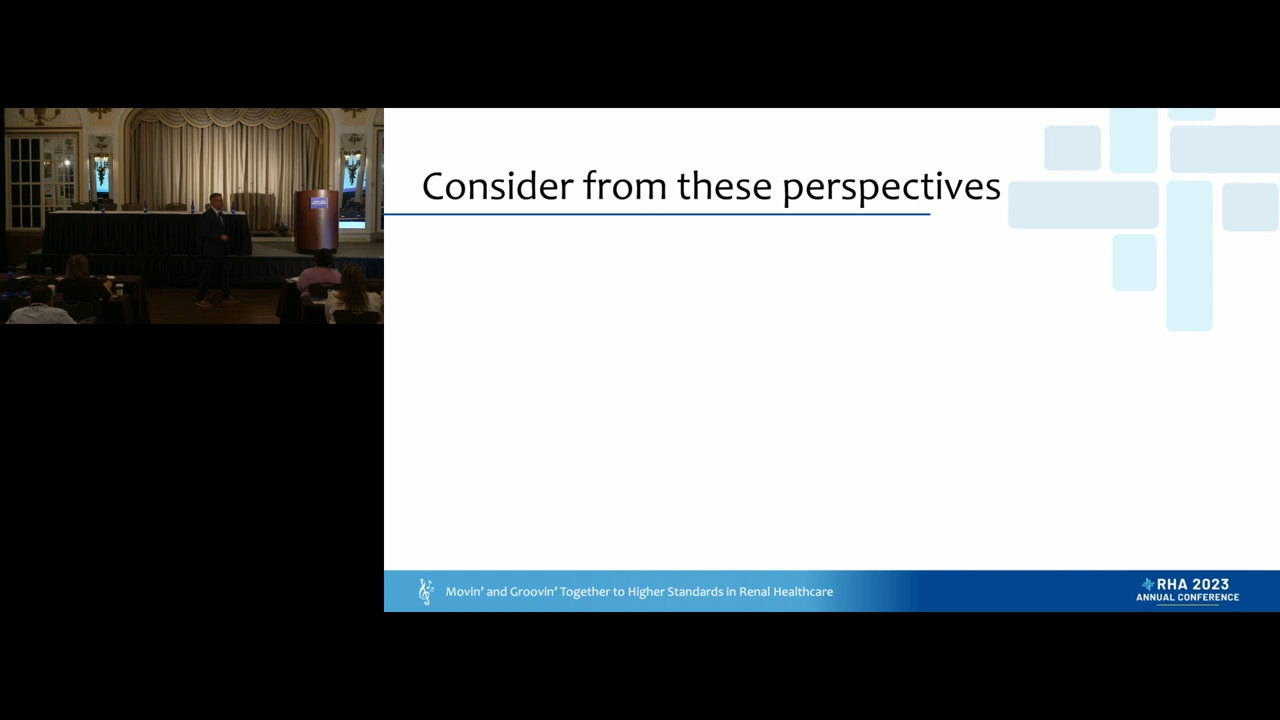 Consider from these perspectives
Movin' and Groovin' Together to Higher Standards in Renal Healthcare
RHA 2023
ANNUAL CONFERENCE